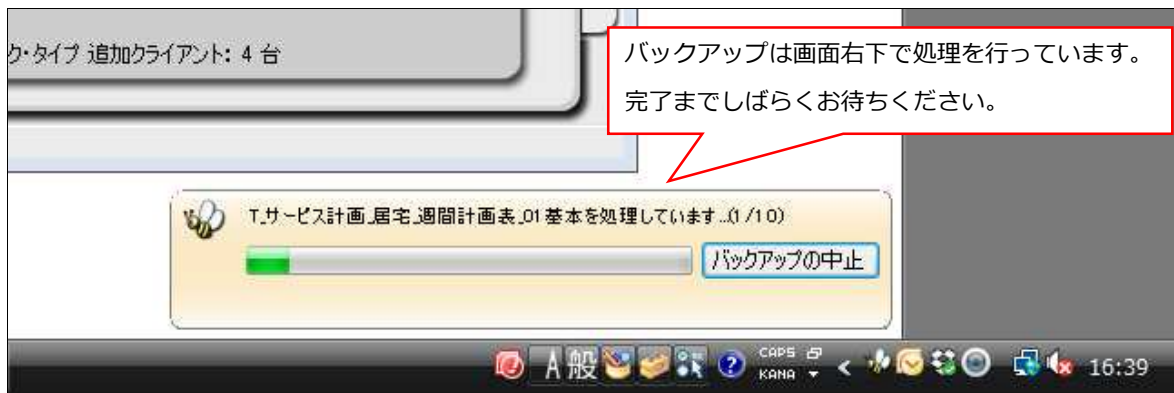 ク・タイプ 追加クライアント: 4 台
バックアップは画面右下で処理を行っています。
完了までしばらくお待ちください。
T_サービス計画_居宅_週間計画表_01基本を処理しています...(1/10)
バックアップの中止
A 般
CAPS
KANA
16:39